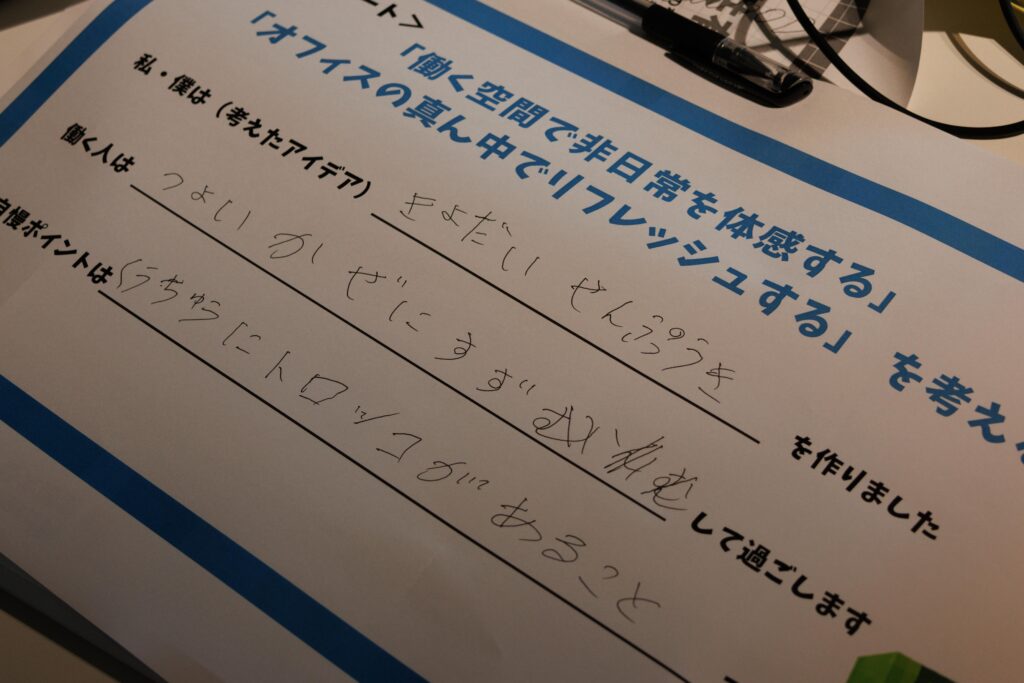 ート>
「働く空間で非日常を体感する」
「オフィスの真ん中でリフレッシュする」 を考え
私・僕は（考えたアイデア） きよだい せんぷうき を作りました
働く人は つよい かぜにすず して過ごします
自慢ポイントは うちゅうにトロッコが あること